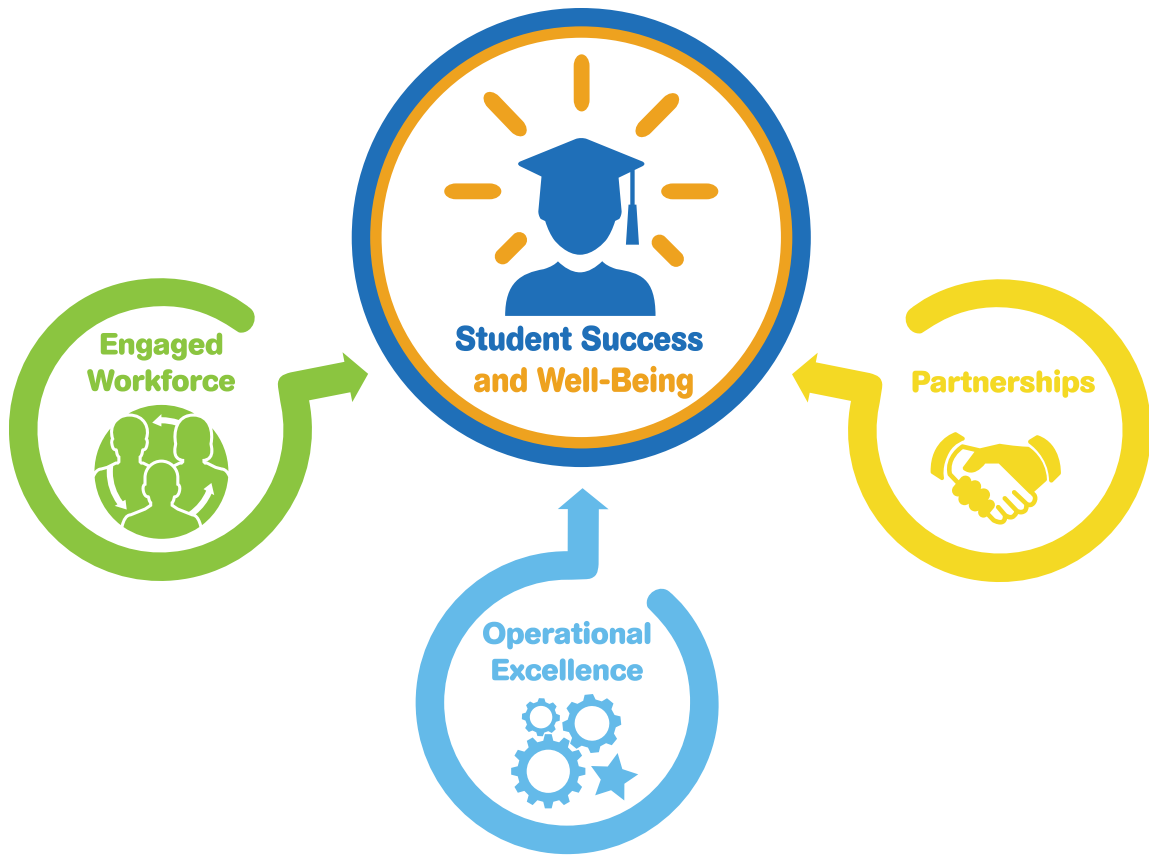 Student Success
and Well-Being
Engaged
Workforce
Partnerships
Operational
Excellence